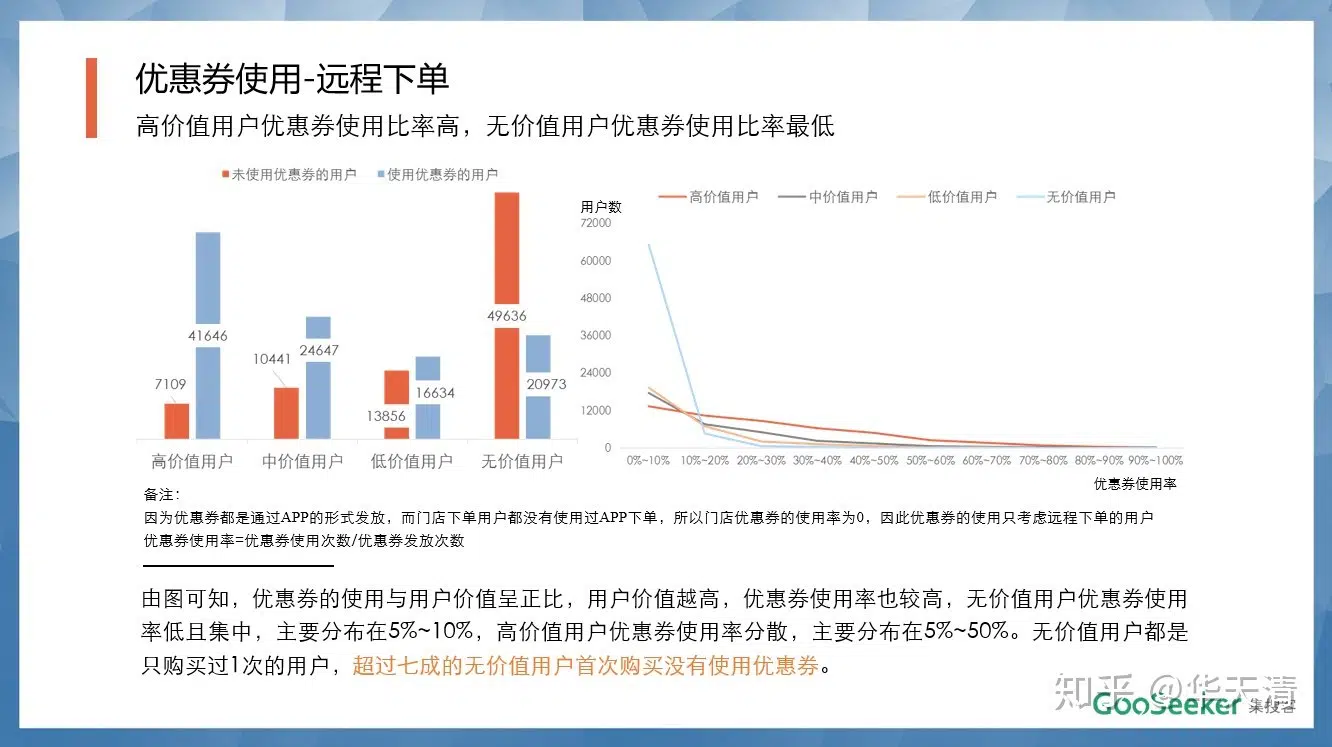 优惠券使用-远程下单
高价值用户优惠券使用比率高，无价值用户优惠券使用比率最低
未使用优惠券的用户 使用优惠券的用户
41646
49636
24647
10441
7109
20973
16634
13856
高价值用户 中价值用户 低价值用户 无价值用户
高价值用户 中价值用户 低价值用户 无价值用户
用户数
72000
60000
48000
36000
24000
12000
0
0%~10% 10%~20% 20%~30% 30%~40% 40%~50% 50%~60% 60%~70% 70%~80% 80%~90% 90%~100%
优惠券使用率
备注：
因为优惠券都是通过APP的形式发放，而门店下单用户都没有使用过APP下单，所以门店优惠券的使用率为0，因此优惠券的使用只考虑远程下单的用户
优惠券使用率=优惠券使用次数/优惠券发放次数
由图可知，优惠券的使用与用户价值呈正比，用户价值越高，优惠券使用率也较高，无价值用户优惠券使用
率低且集中，主要分布在5%~10%，高价值用户优惠券使用率分散，主要分布在5%~50%。无价值用户都是
只购买过1次的用户，超过七成的无价值用户首次购买没有使用优惠券。
知乎 @华天清
GooSeeker 集搜客